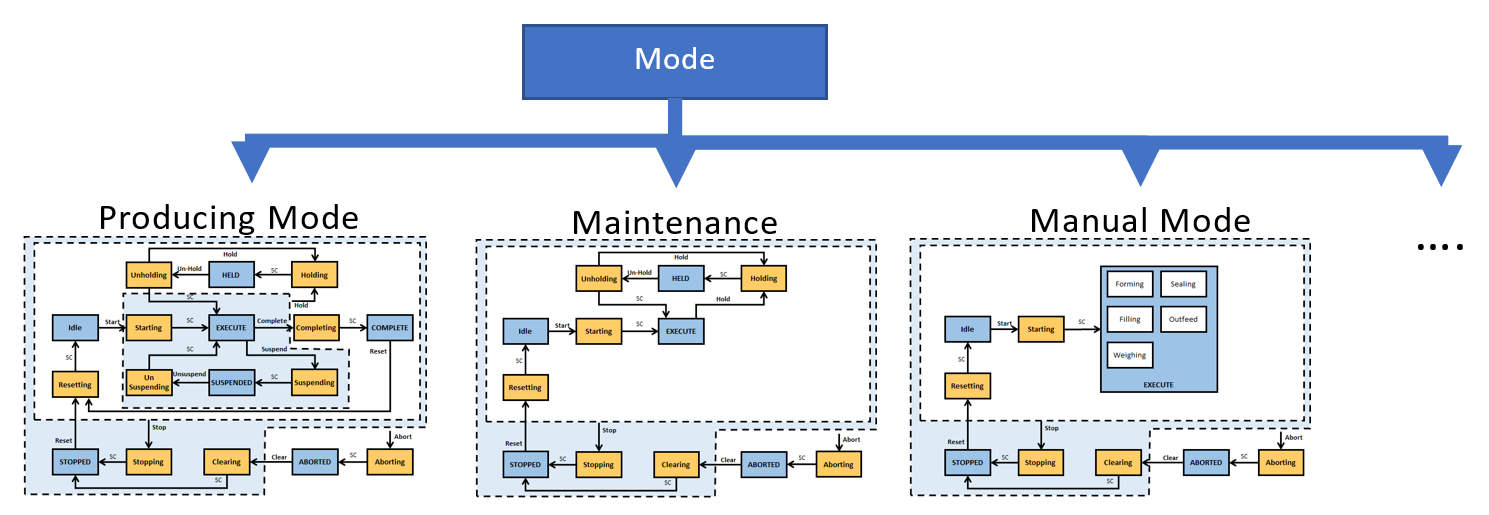 Mode
Producing Mode
Hold
Unholding
Un-Hold
HELD
SC
Holding
SC
Hold
Idle
Start
Starting
SC
EXECUTE
Complete
Completing
SC
COMPLETE
SC
Suspend
Reset
SC
Resetting
Un
Suspending
Unsuspend
SUSPENDED
SC
Suspending
Reset
Stop
Abort
STOPPED
SC
Stopping
Clearing
Clear
ABORTED
SC
Aborting
SC
Maintenance
Hold
Unholding
Un-Hold
HELD
SC
Holding
SC
Hold
Idle
Start
Starting
SC
EXECUTE
SC
Resetting
Reset
Stop
Abort
STOPPED
SC
Stopping
Clearing
Clear
ABORTED
SC
Aborting
SC
Manual Mode
Forming
Sealing
Filling
Outfeed
Weighing
EXECUTE
Idle
Start
Starting
SC
SC
Resetting
Reset
Stop
Abort
STOPPED
SC
Stopping
Clearing
Clear
ABORTED
SC
Aborting
SC
....